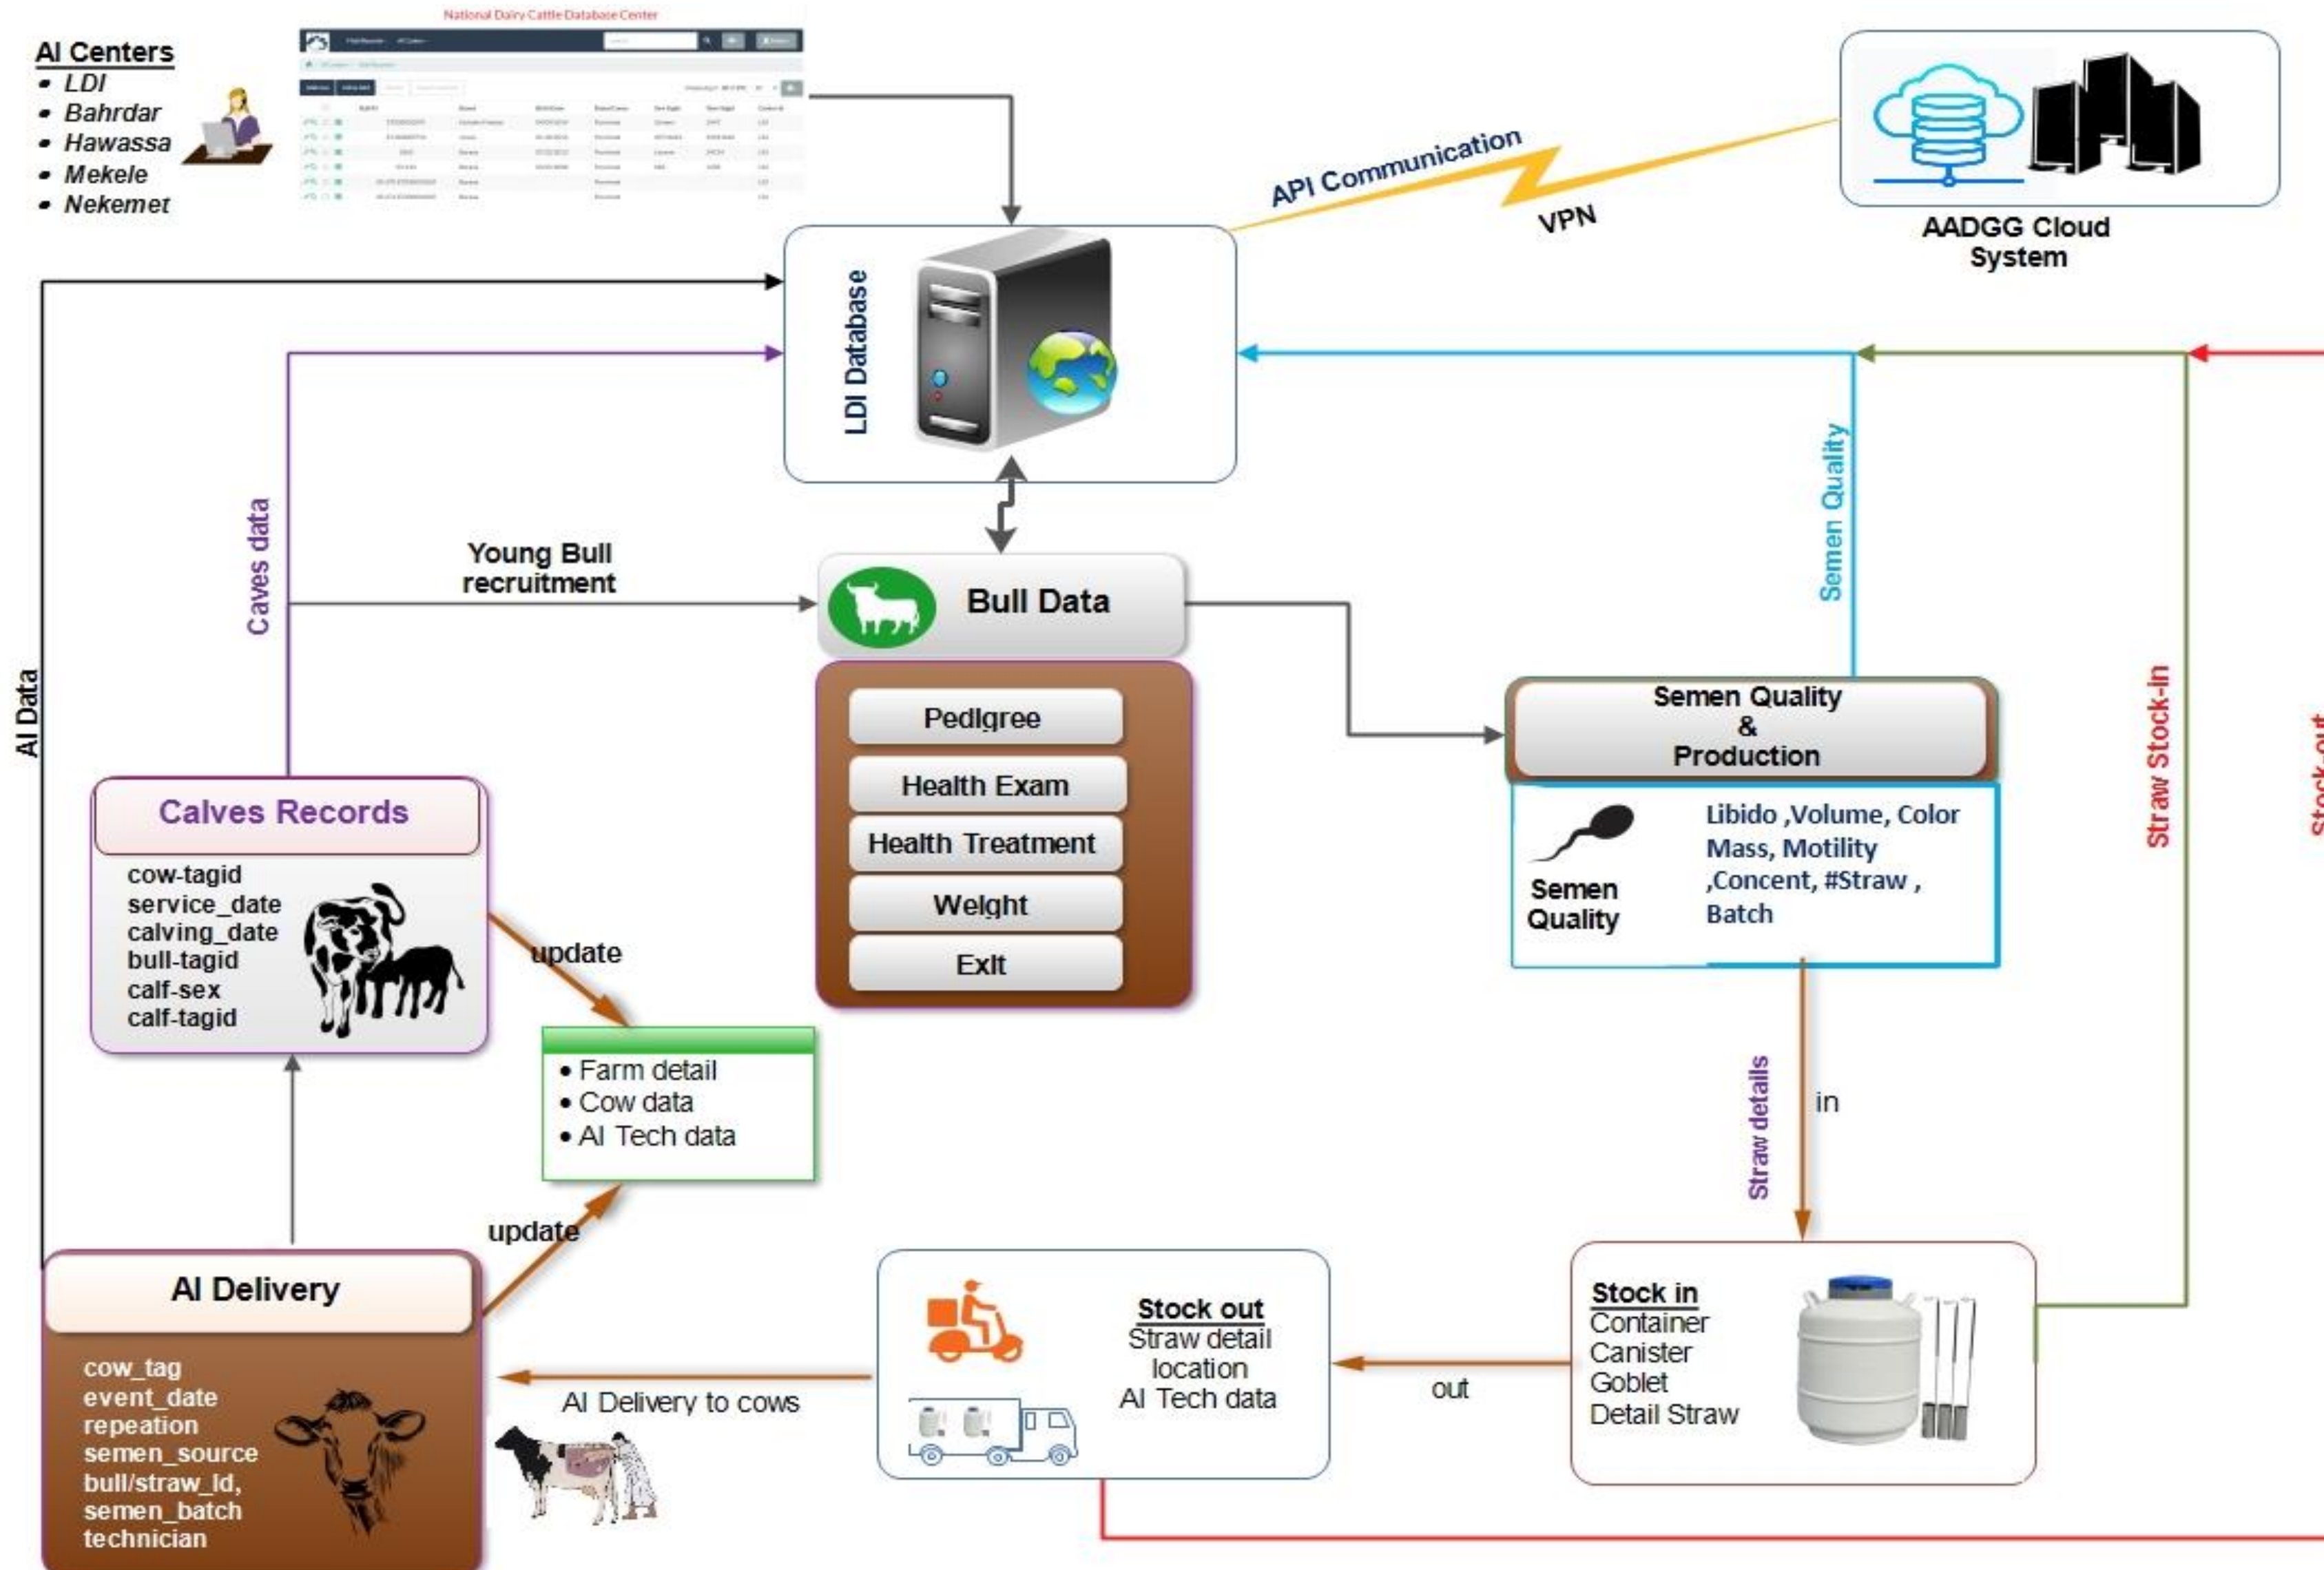 National Dairy Cattle Database Center
AI Centers
• LDI
• Bahrdar
• Hawassa
• Mekele
• Nekemet
API Communication
VPN
AADGG Cloud
System
LDI Database
Caves data
Young Bull
recruitment
Bull Data
Semen Quality
AI Data
Pedigree
Health Exam
Health Treatment
Weight
Exit
Semen Quality
&
Production
Libido ,Volume, Color
Mass, Motility
,Concent, #Straw ,
Batch
Semen
Quality
Straw Stock-in
Stock-out
Calves Records
cow-tagid
service_date
calving_date
bull-tagid
calf-sex
calf-tagid
update
• Farm detail
• Cow data
• AI Tech data
update
Straw details
in
AI Delivery
cow_tag
event_date
repeation
semen_source
bull/straw_Id,
semen_batch
technician
AI Delivery to cows
Stock out
Straw detail
location
AI Tech data
out
Stock in
Container
Canister
Goblet
Detail Straw